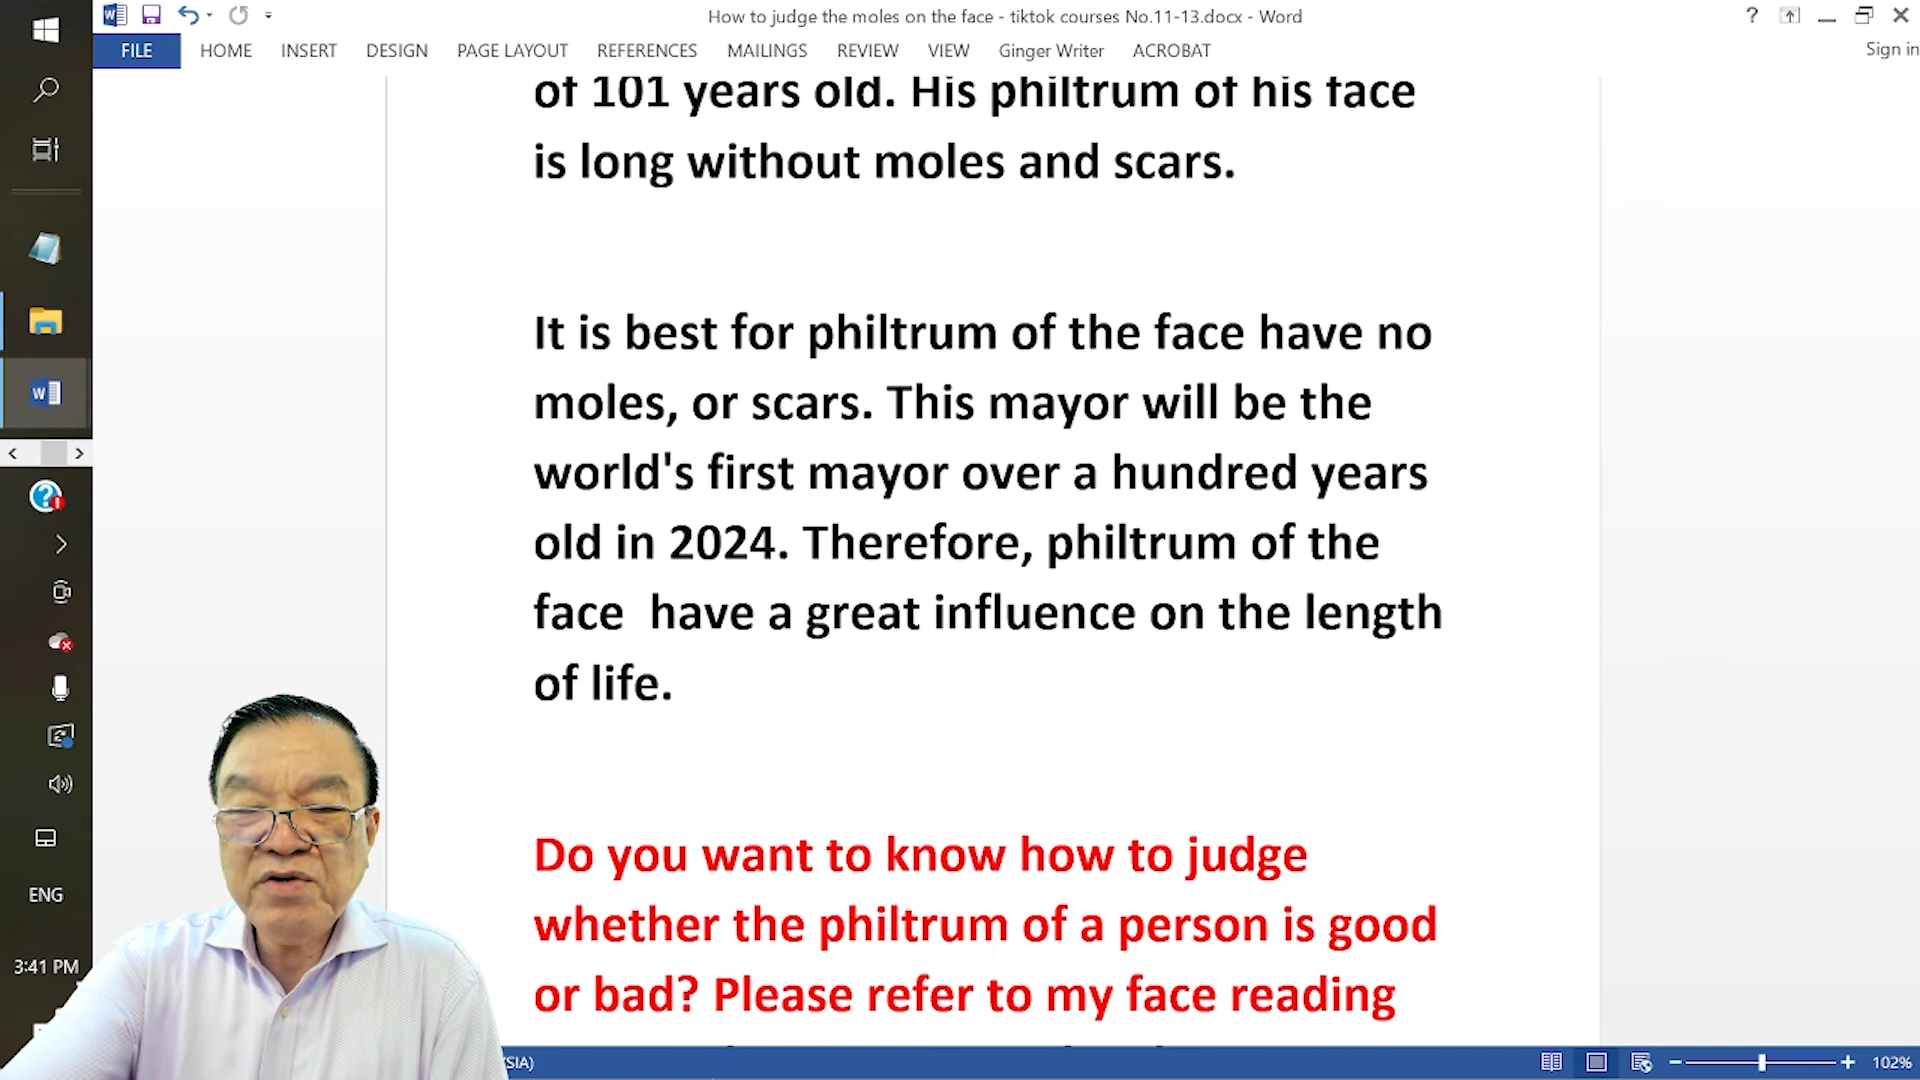 How to judge the moles on the face - tiktok courses No.11-13.docx - Word
?
FILE HOME INSERT DESIGN PAGE LAYOUT REFERENCES MAILINGS REVIEW VIEW Ginger Writer ACROBAT
Sign in
of 101 years old. His philtrum of his face
is long without moles and scars.
It is best for philtrum of the face have no
moles, or scars. This mayor will be the
world's first mayor over a hundred years
old in 2024. Therefore, philtrum of the
face  have a great influence on the length
of life.
Do you want to know how to judge
whether the philtrum of a person is good
or bad? Please refer to my face reading
ENG
3:41 PM
SIA)
102%